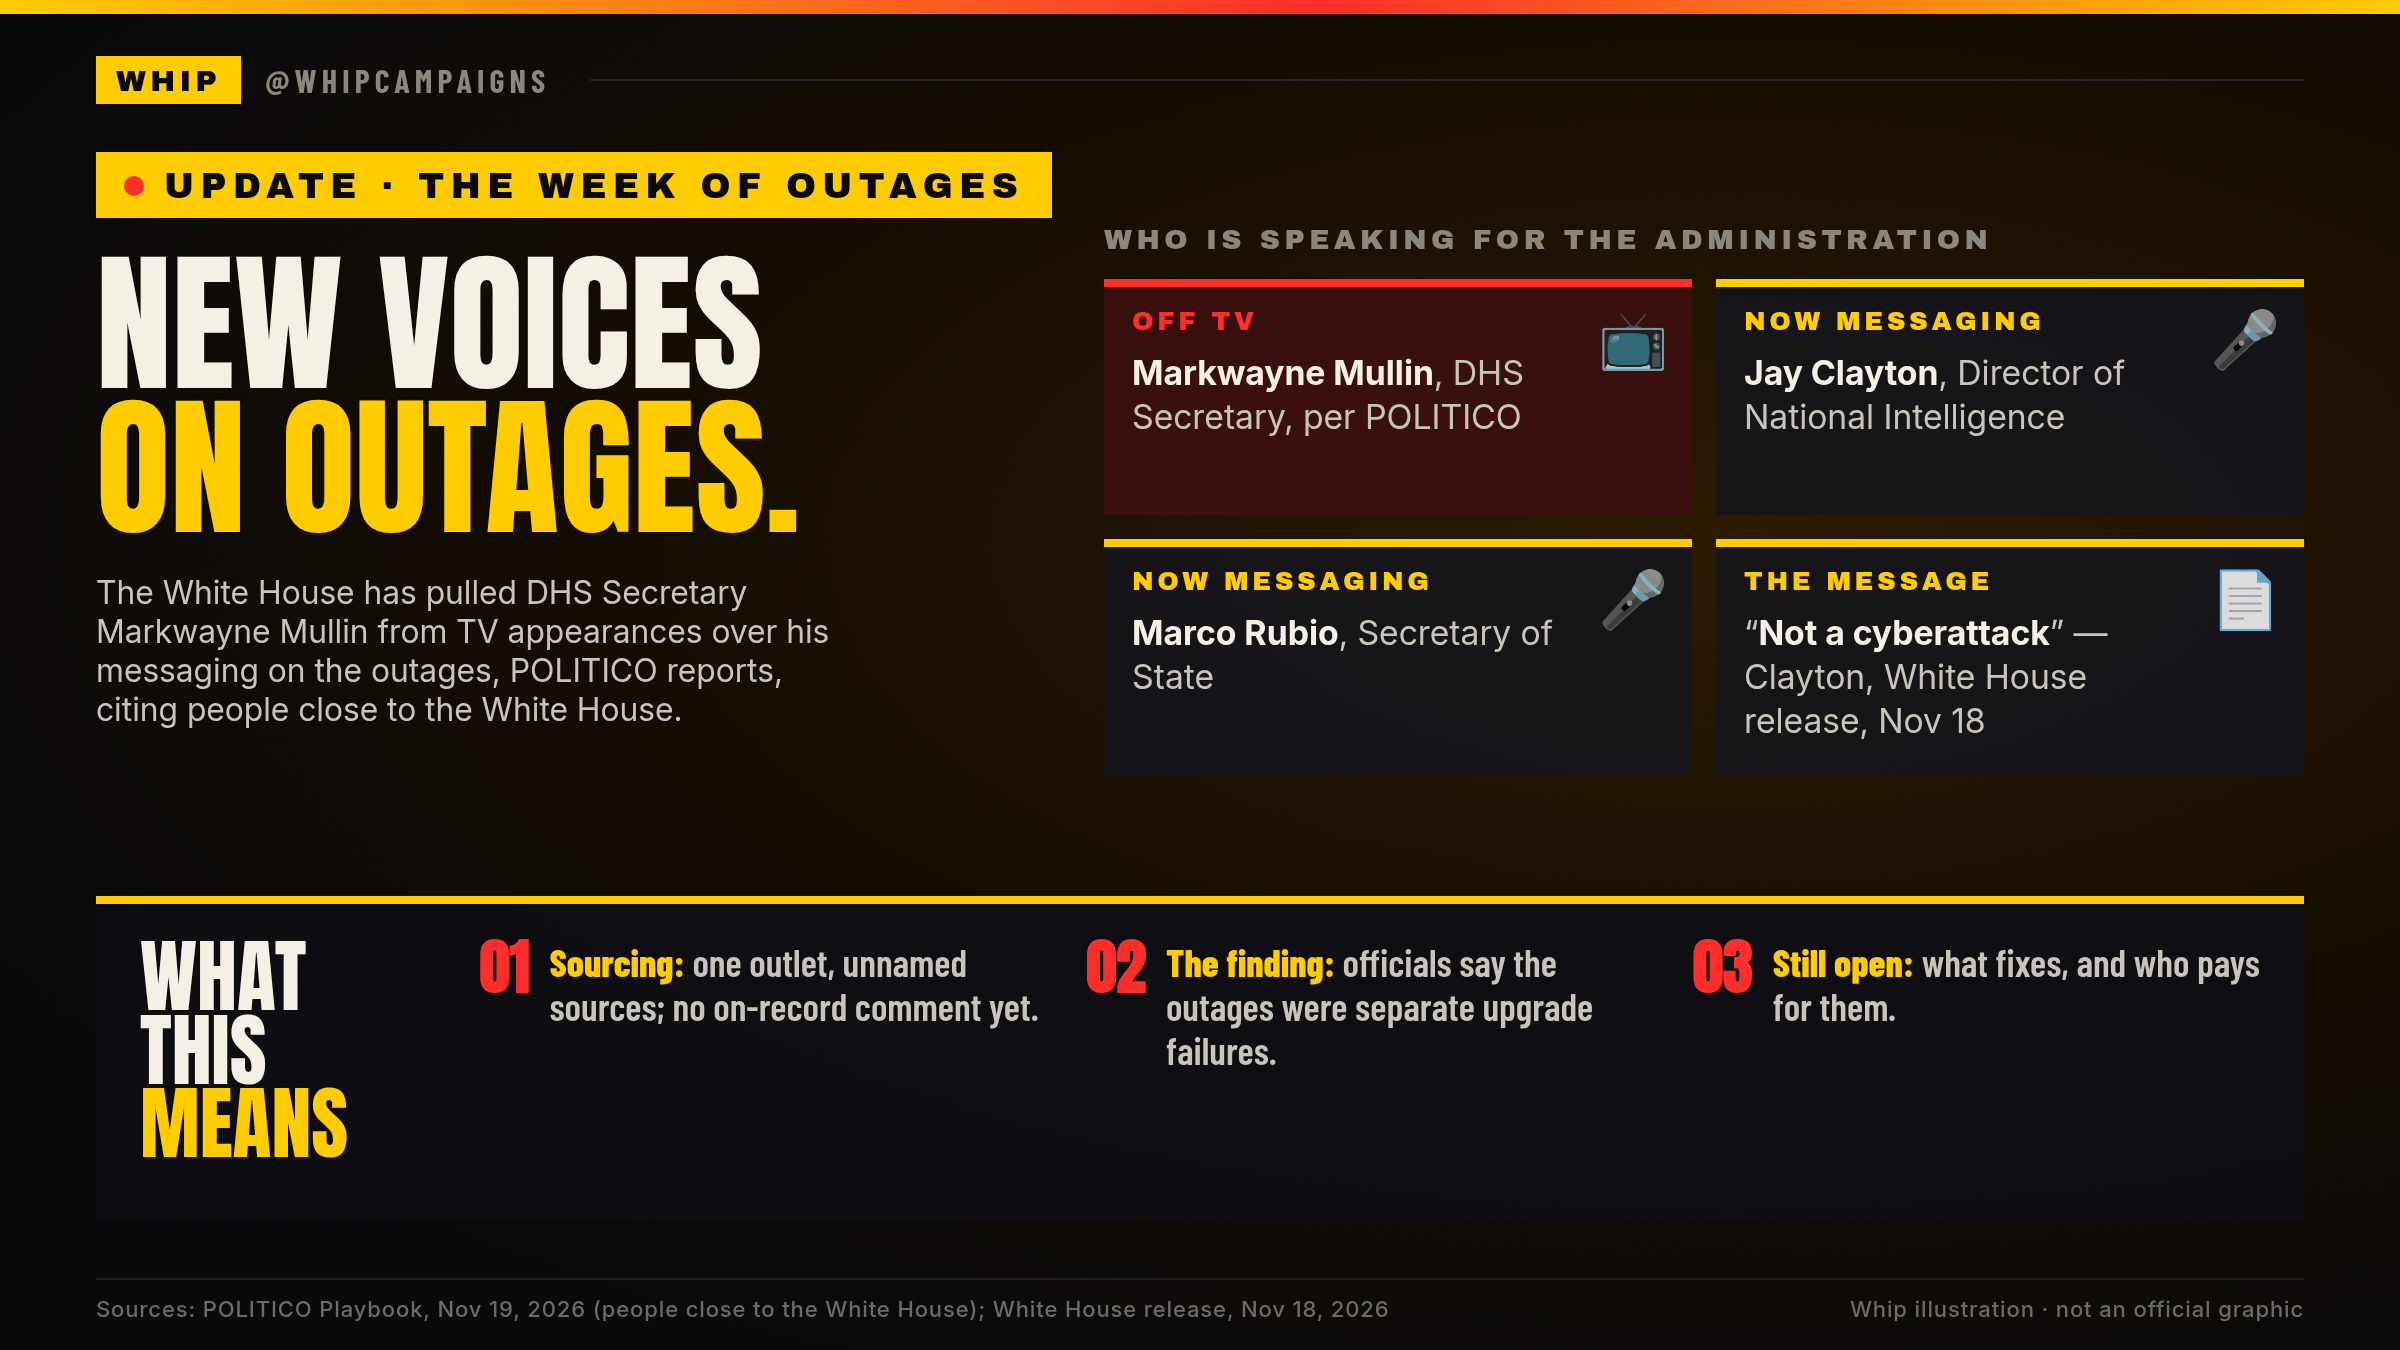 WHIP @WHIPCAMPAIGNS
UPDATE · THE WEEK OF OUTAGES
NEW VOICES
ON OUTAGES.
The White House has pulled DHS Secretary
Markwayne Mullin from TV appearances over his
messaging on the outages, POLITICO reports,
citing people close to the White House.
WHO IS SPEAKING FOR THE ADMINISTRATION
OFF TV
Markwayne Mullin, DHS
Secretary, per POLITICO
NOW MESSAGING
Jay Clayton, Director of
National Intelligence
NOW MESSAGING
Marco Rubio, Secretary of
State
THE MESSAGE
“Not a cyberattack” —
Clayton, White House
release, Nov 18
WHAT
THIS
MEANS
01 Sourcing: one outlet, unnamed
sources; no on-record comment yet.
02 The finding: officials say the
outages were separate upgrade
failures.
03 Still open: what fixes, and who pays
for them.
Sources: POLITICO Playbook, Nov 19, 2026 (people close to the White House); White House release, Nov 18, 2026
Whip illustration · not an official graphic